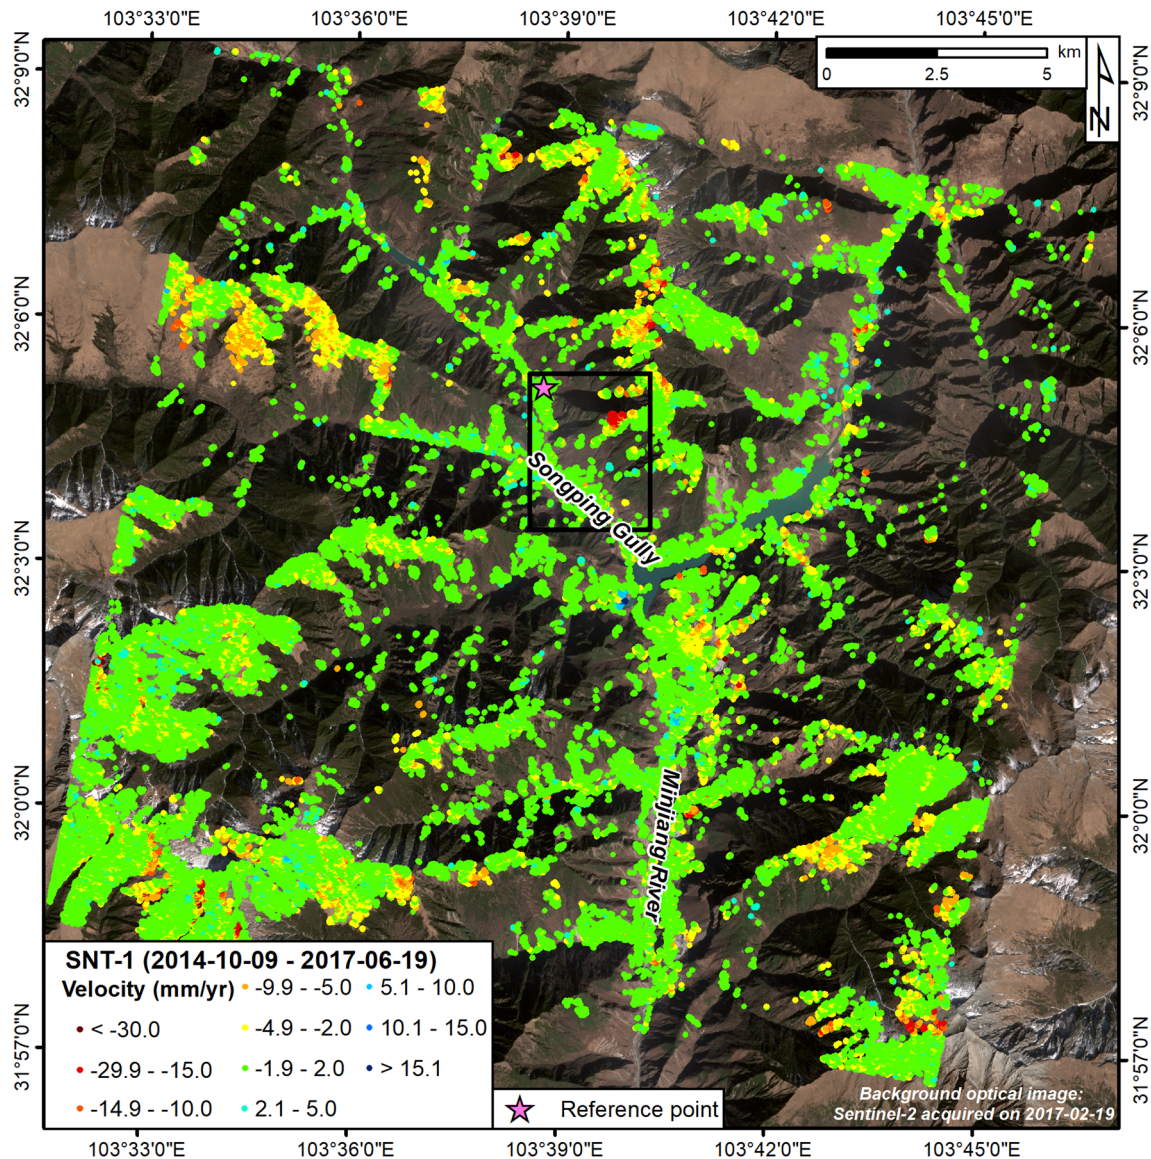 103°33'0"E 103°36'0"E 103°39'0"E 103°42'0"E 103°45'0"E
km
0 2.5 5
N
32°9'0"N 32°9'0"N
32°6'0"N 32°6'0"N
Songping Gully
32°3'0"N 32°3'0"N
Minjiang River
32°0'0"N 32°0'0"N
SNT-1 (2014-10-09 - 2017-06-19)
Velocity (mm/yr) -9.9 - -5.0 5.1 - 10.0
< -30.0 -4.9 - -2.0 10.1 - 15.0
-29.9 - -15.0 -1.9 - 2.0 > 15.1
-14.9 - -10.0 2.1 - 5.0
31°57'0"N 31°57'0"N
Reference point
Background optical image:
Sentinel-2 acquired on 2017-02-19
103°33'0"E 103°36'0"E 103°39'0"E 103°42'0"E 103°45'0"E